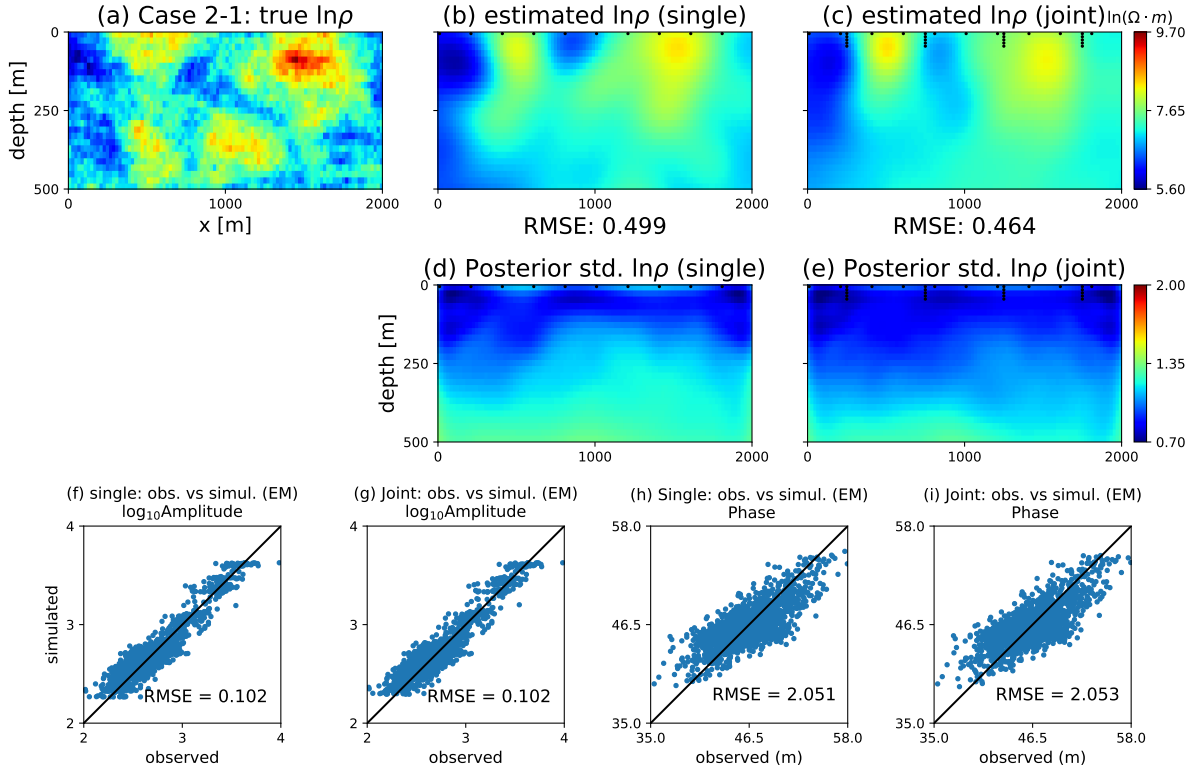 (a) Case 2-1: true lnρ
(b) estimated lnρ (single)
(c) estimated lnρ (joint)
ln(Ω · m)
0
250
500
depth [m]
0
1000
2000
x [m]
0
1000
2000
RMSE: 0.499
0
1000
2000
RMSE: 0.464
9.70
7.65
5.60
(d) Posterior std. lnρ (single)
(e) Posterior std. lnρ (joint)
0
250
500
depth [m]
0
1000
2000
0
1000
2000
2.00
1.35
0.70
(f) single: obs. vs simul. (EM)
log₁₀Amplitude
4
3
2
simulated
RMSE = 0.102
2
3
4
observed
(g) Joint: obs. vs simul. (EM)
log₁₀Amplitude
4
3
2
RMSE = 0.102
2
3
4
observed
(h) Single: obs. vs simul. (EM)
Phase
58.0
46.5
35.0
RMSE = 2.051
35.0
46.5
58.0
observed (m)
(i) Joint: obs. vs simul. (EM)
Phase
58.0
46.5
35.0
RMSE = 2.053
35.0
46.5
58.0
observed (m)